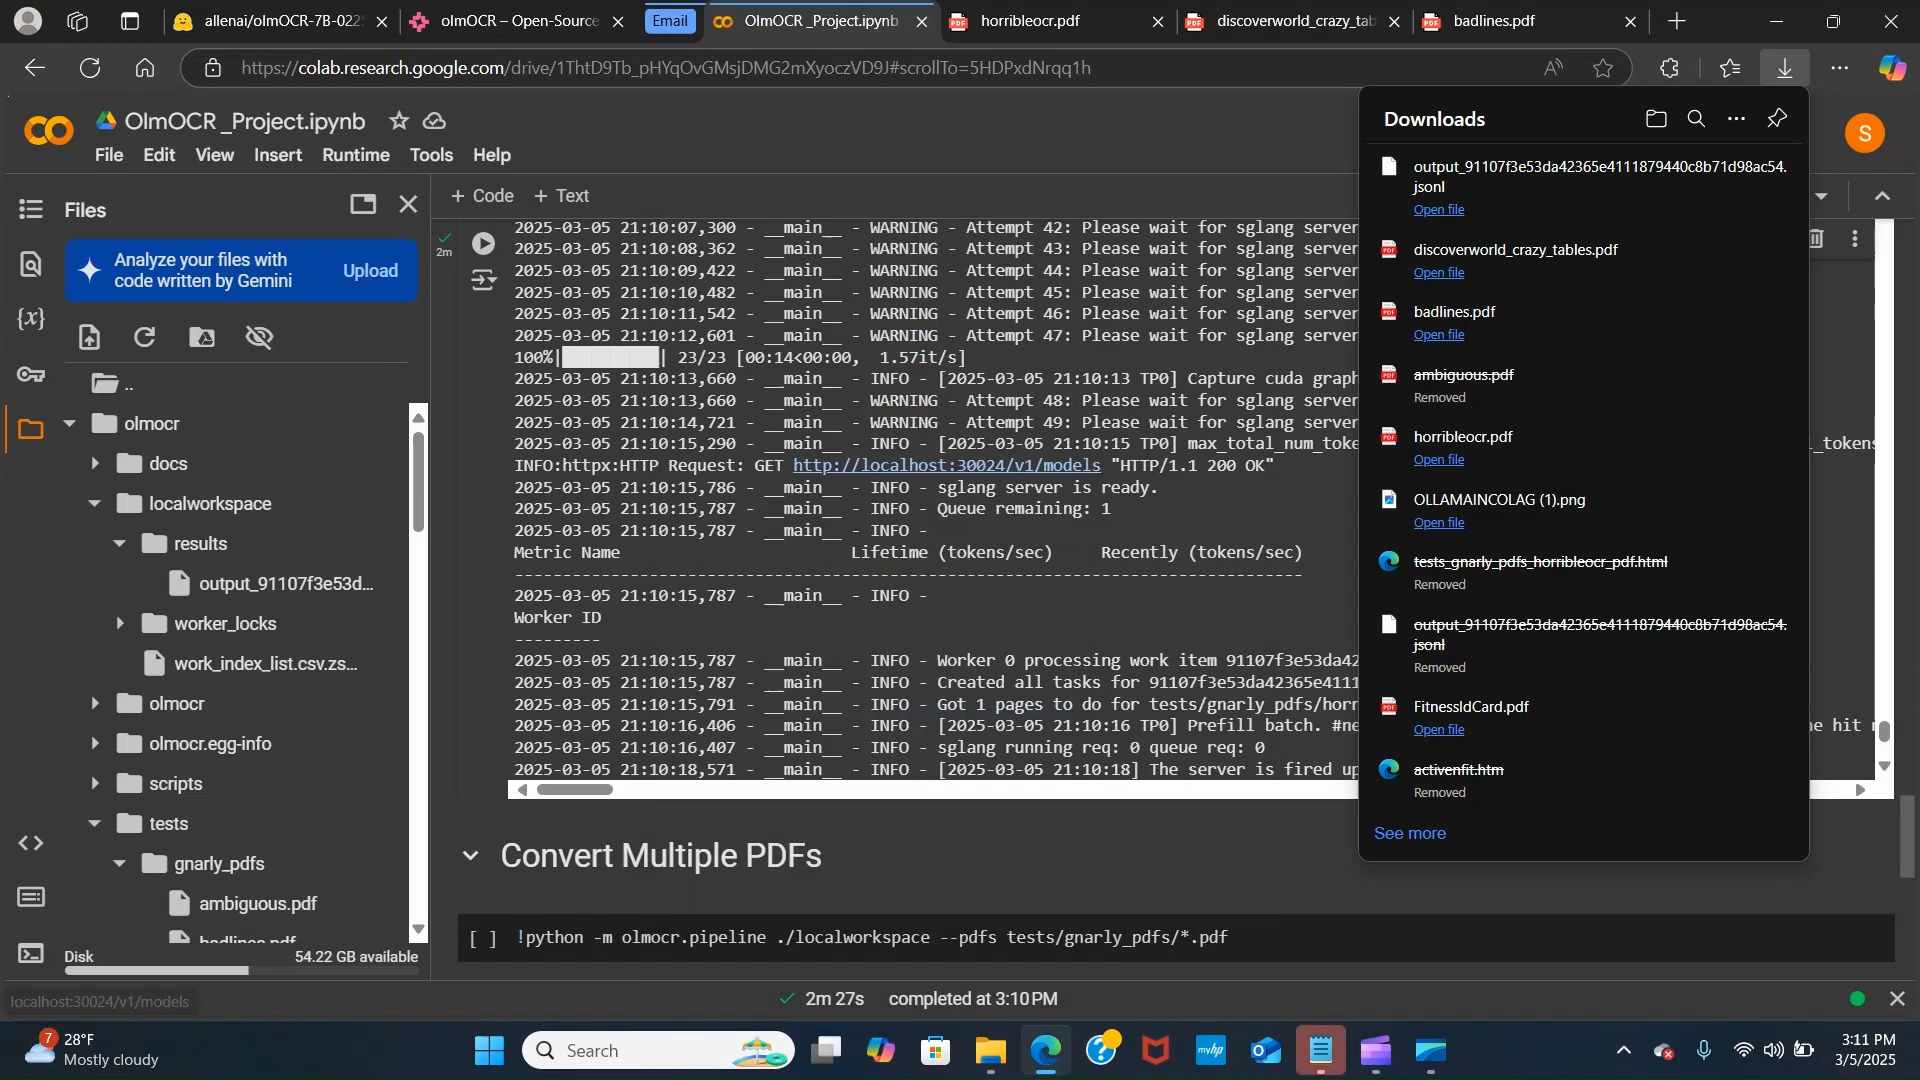 allenai/olmOCR-7B-0225
olmOCR – Open-Source
Email
OlmOCR _Project.ipynb
horribleocr.pdf
discoverworld_crazy_tab
badlines.pdf
https://colab.research.google.com/drive/1ThtD9Tb_pHYqOvGMsjDMG2mXyoczVD9J#scrollTo=5HDPxdNrqq1h
OlmOCR _Project.ipynb
File Edit View Insert Runtime Tools Help
S
Files
Analyze your files with
code written by Gemini
Upload
{x}
..
olmocr
docs
localworkspace
results
output_91107f3e53d...
worker_locks
work_index_list.csv.zs...
olmocr
olmocr.egg-info
scripts
tests
gnarly_pdfs
ambiguous.pdf
badlines.pdf
Disk 54.22 GB available
localhost:30024/v1/models
+ Code + Text
2m
2025-03-05 21:10:07,300 - __main__ - WARNING - Attempt 42: Please wait for sglang server
2025-03-05 21:10:08,362 - __main__ - WARNING - Attempt 43: Please wait for sglang server
2025-03-05 21:10:09,422 - __main__ - WARNING - Attempt 44: Please wait for sglang server
2025-03-05 21:10:10,482 - __main__ - WARNING - Attempt 45: Please wait for sglang server
2025-03-05 21:10:11,542 - __main__ - WARNING - Attempt 46: Please wait for sglang server
2025-03-05 21:10:12,601 - __main__ - WARNING - Attempt 47: Please wait for sglang server
100%| | 23/23 [00:14<00:00, 1.57it/s]
2025-03-05 21:10:13,660 - __main__ - INFO - [2025-03-05 21:10:13 TP0] Capture cuda graph
2025-03-05 21:10:13,660 - __main__ - WARNING - Attempt 48: Please wait for sglang server
2025-03-05 21:10:14,721 - __main__ - WARNING - Attempt 49: Please wait for sglang server
2025-03-05 21:10:15,290 - __main__ - INFO - [2025-03-05 21:10:15 TP0] max_total_num_toke l_tokens
INFO:httpx:HTTP Request: GET http://localhost:30024/v1/models "HTTP/1.1 200 OK"
2025-03-05 21:10:15,786 - __main__ - INFO - sglang server is ready.
2025-03-05 21:10:15,787 - __main__ - INFO - Queue remaining: 1
2025-03-05 21:10:15,787 - __main__ - INFO -
Metric Name Lifetime (tokens/sec) Recently (tokens/sec)
----------------------------------------------------------------------------------
2025-03-05 21:10:15,787 - __main__ - INFO -
Worker ID
---------
2025-03-05 21:10:15,787 - __main__ - INFO - Worker 0 processing work item 91107f3e53da42
2025-03-05 21:10:15,787 - __main__ - INFO - Created all tasks for 91107f3e53da42365e4111
2025-03-05 21:10:15,791 - __main__ - INFO - Got 1 pages to do for tests/gnarly_pdfs/horr
2025-03-05 21:10:16,406 - __main__ - INFO - [2025-03-05 21:10:16 TP0] Prefill batch. #ne he hit r
2025-03-05 21:10:16,407 - __main__ - INFO - sglang running req: 0 queue req: 0
2025-03-05 21:10:18,571 - __main__ - INFO - [2025-03-05 21:10:18] The server is fired up
Convert Multiple PDFs
[ ] !python -m olmocr.pipeline ./localworkspace --pdfs tests/gnarly_pdfs/*.pdf
2m 27s completed at 3:10 PM
Downloads
output_91107f3e53da42365e4111879440c8b71d98ac54.
jsonl
Open file
discoverworld_crazy_tables.pdf
Open file
badlines.pdf
Open file
ambiguous.pdf
Removed
horribleocr.pdf
Open file
OLLAMAINCOLAG (1).png
Open file
tests_gnarly_pdfs_horribleocr_pdf.html
Removed
output_91107f3e53da42365e4111879440c8b71d98ac54.
jsonl
Removed
FitnessIdCard.pdf
Open file
activenfit.htm
Removed
See more
7
28°F
Mostly cloudy
Search
myhp
3:11 PM
3/5/2025